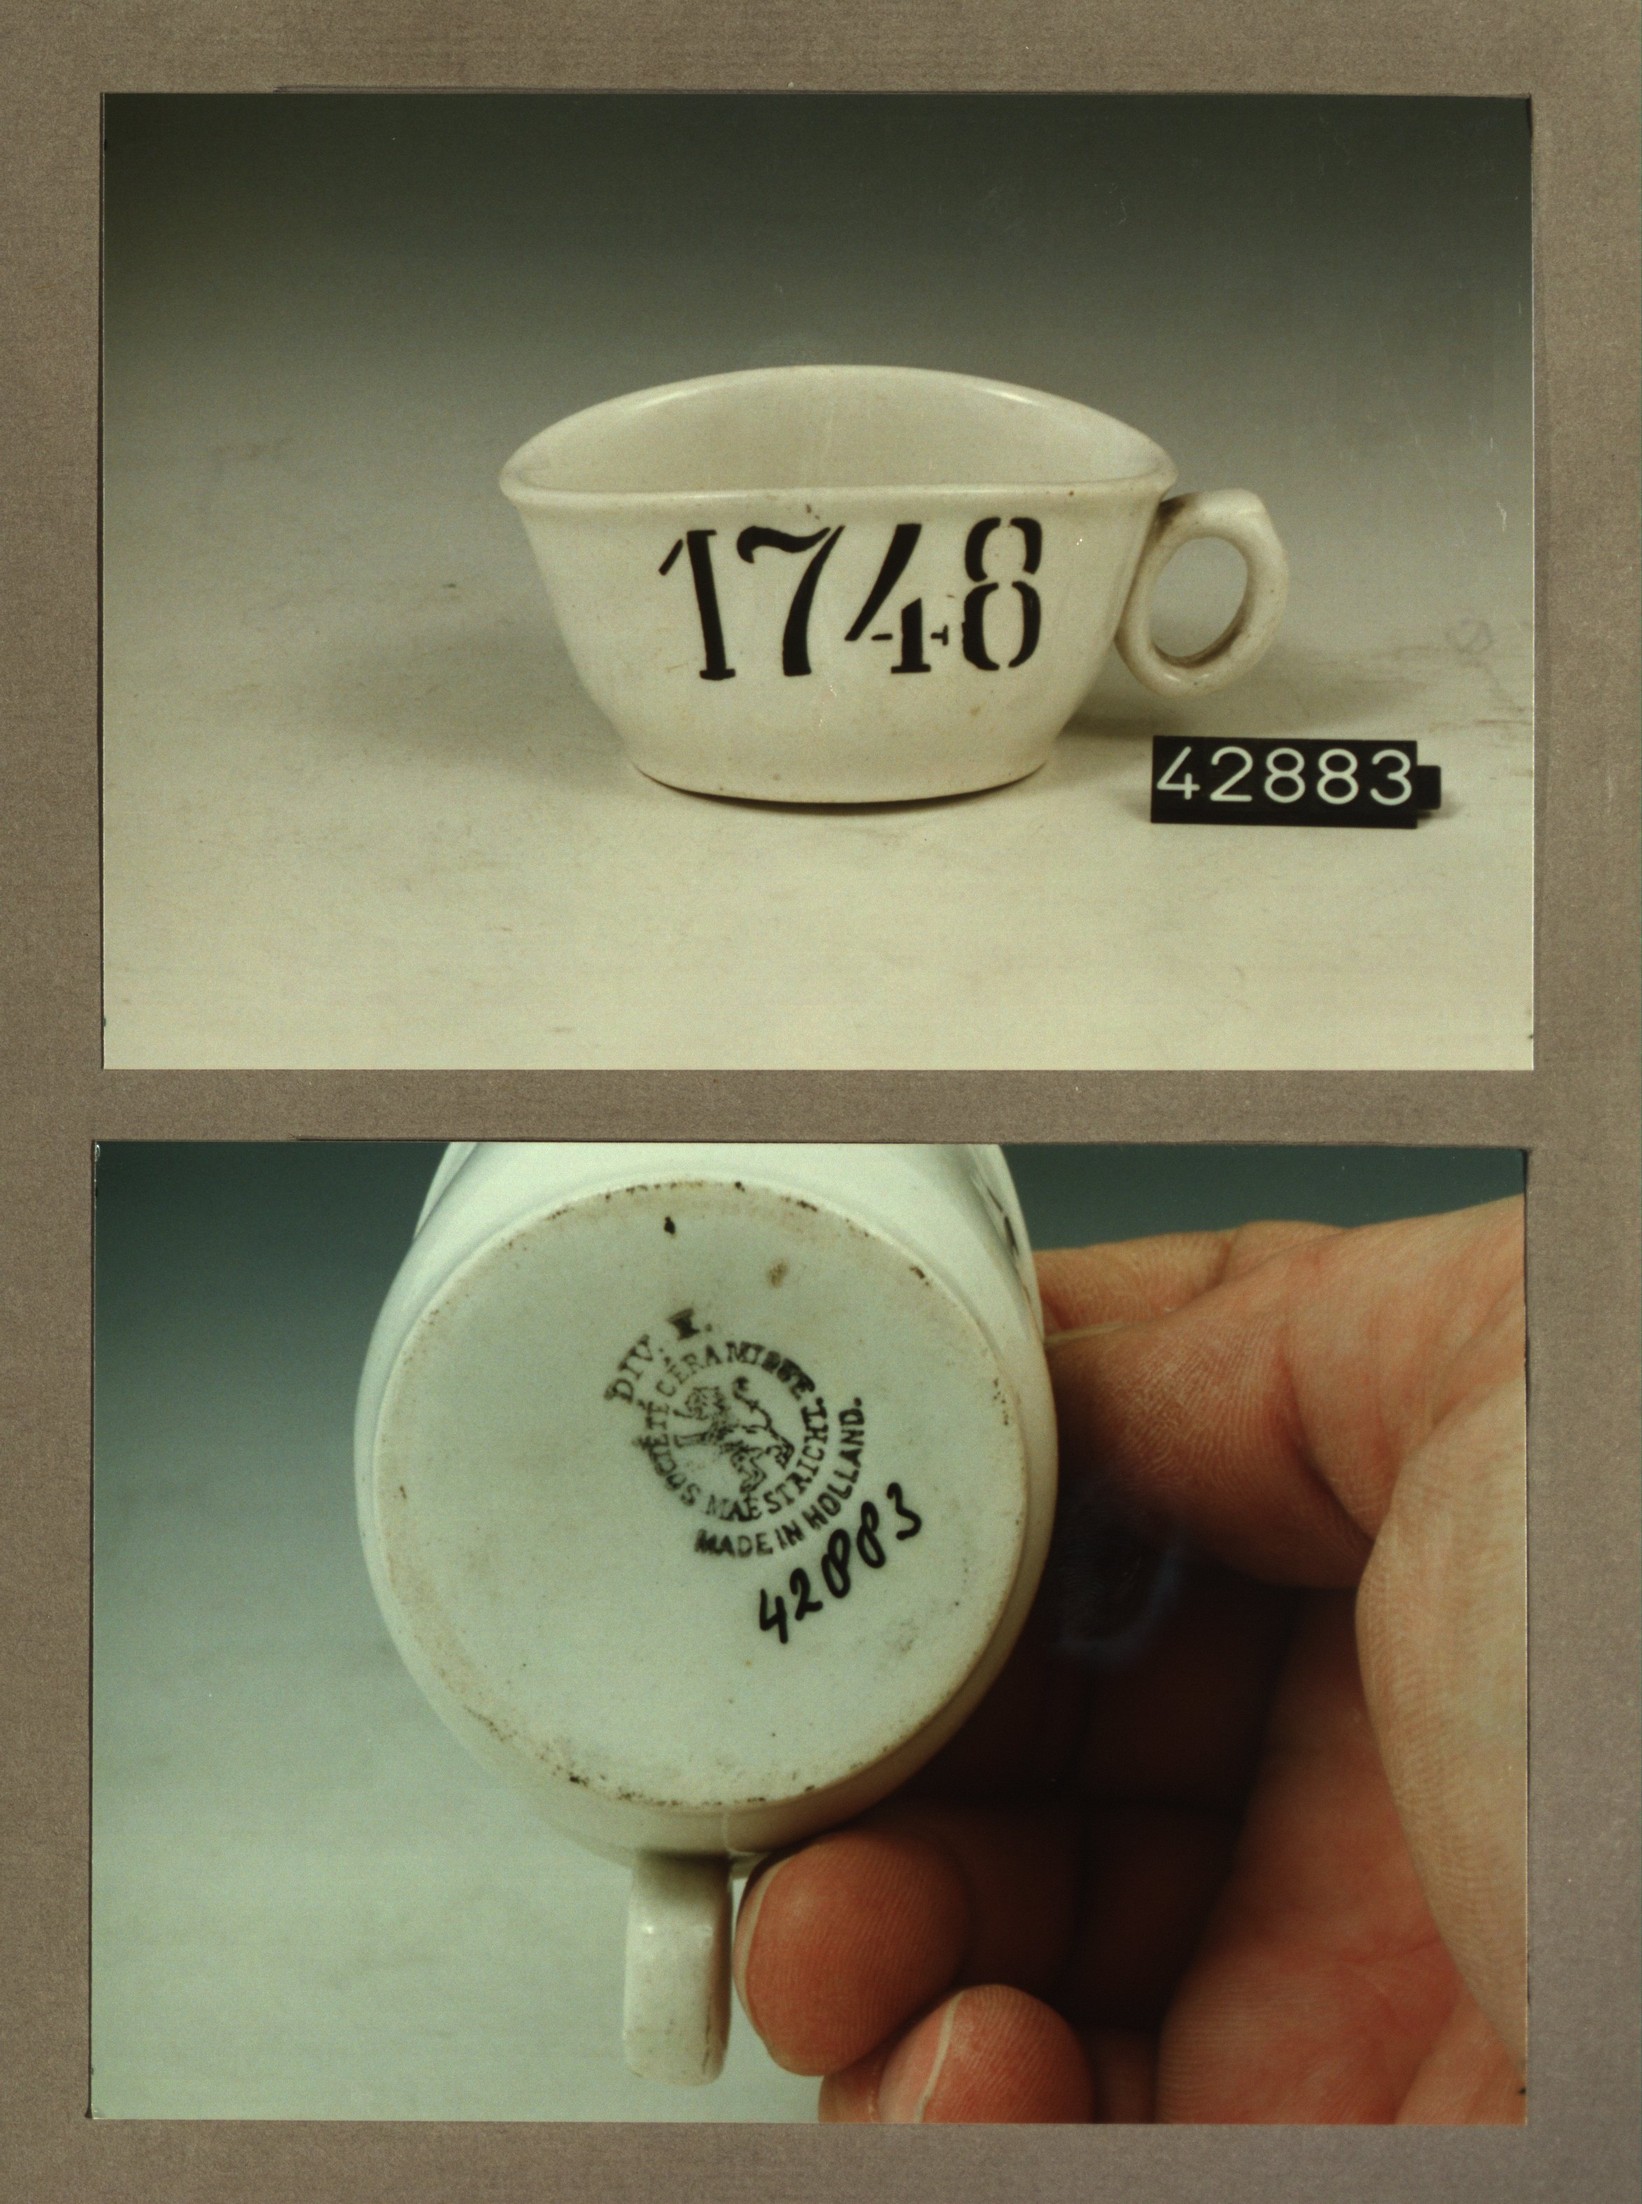 1748
42883
DIV. I.
SOCIÉTÉ CÉRAMIQUE
MAESTRICHT.
MADE IN HOLLAND.
42883